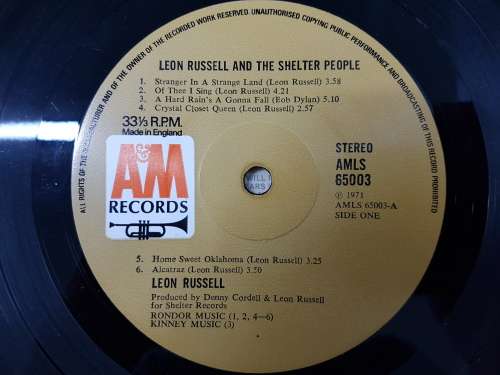 ALL RIGHTS OF THE MANUFACTURER AND OF THE OWNER OF THE RECORDED WORK RESERVED. UNAUTHORISED COPYING PUBLIC PERFORMANCE AND BROADCASTING OF THIS RECORD PROHIBITED
LEON RUSSELL AND THE SHELTER PEOPLE
1. Stranger In A Strange Land (Leon Russell) 3.58
2. Of Thee I Sing (Leon Russell) 4.21
3. A Hard Rain's A Gonna Fall (Bob Dylan) 5.10
4. Crystal Closet Queen (Leon Russell) 2.57
33⅓ R.P.M.
Made in England
A&M
RECORDS
STEREO
AMLS
65003
℗ 1971
AMLS 65003-A
SIDE ONE
5. Home Sweet Oklahoma (Leon Russell) 3.25
6. Alcatraz (Leon Russell) 3.50
LEON RUSSELL
Produced by Denny Cordell & Leon Russell
for Shelter Records
RONDOR MUSIC (1, 2, 4—6)
KINNEY MUSIC (3)